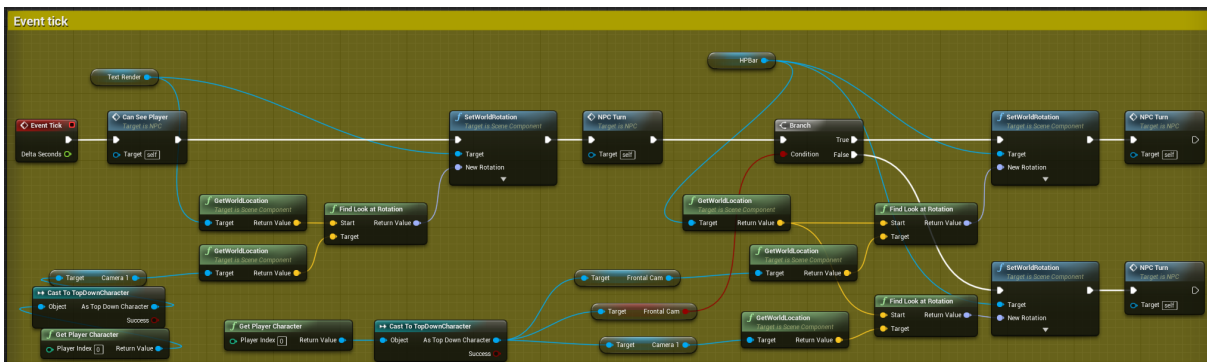 Event tick
Text Render
HPBar
Event Tick
Delta Seconds
Can See Player
Target is NPC
Target self
SetWorldRotation
Target is Scene Component
Target
New Rotation
NPC Turn
Target is NPC
Target self
Branch
Condition
True
False
SetWorldRotation
Target is Scene Component
Target
New Rotation
NPC Turn
Target is NPC
Target self
GetWorldLocation
Target is Scene Component
Target Return Value
Find Look at Rotation
Start Return Value
Target
GetWorldLocation
Target is Scene Component
Target Return Value
GetWorldLocation
Target is Scene Component
Target Return Value
Find Look at Rotation
Start Return Value
Target
GetWorldLocation
Target is Scene Component
Target Return Value
Target Camera 1
Cast To TopDownCharacter
Object As Top Down Character
Success
Get Player Character
Player Index 0 Return Value
Get Player Character
Player Index 0 Return Value
Cast To TopDownCharacter
Object As Top Down Character
Success
Target Frontal Cam
Target Frontal Cam
Target Camera 1
GetWorldLocation
Target is Scene Component
Target Return Value
Find Look at Rotation
Start Return Value
Target
SetWorldRotation
Target is Scene Component
Target
New Rotation
NPC Turn
Target is NPC
Target self